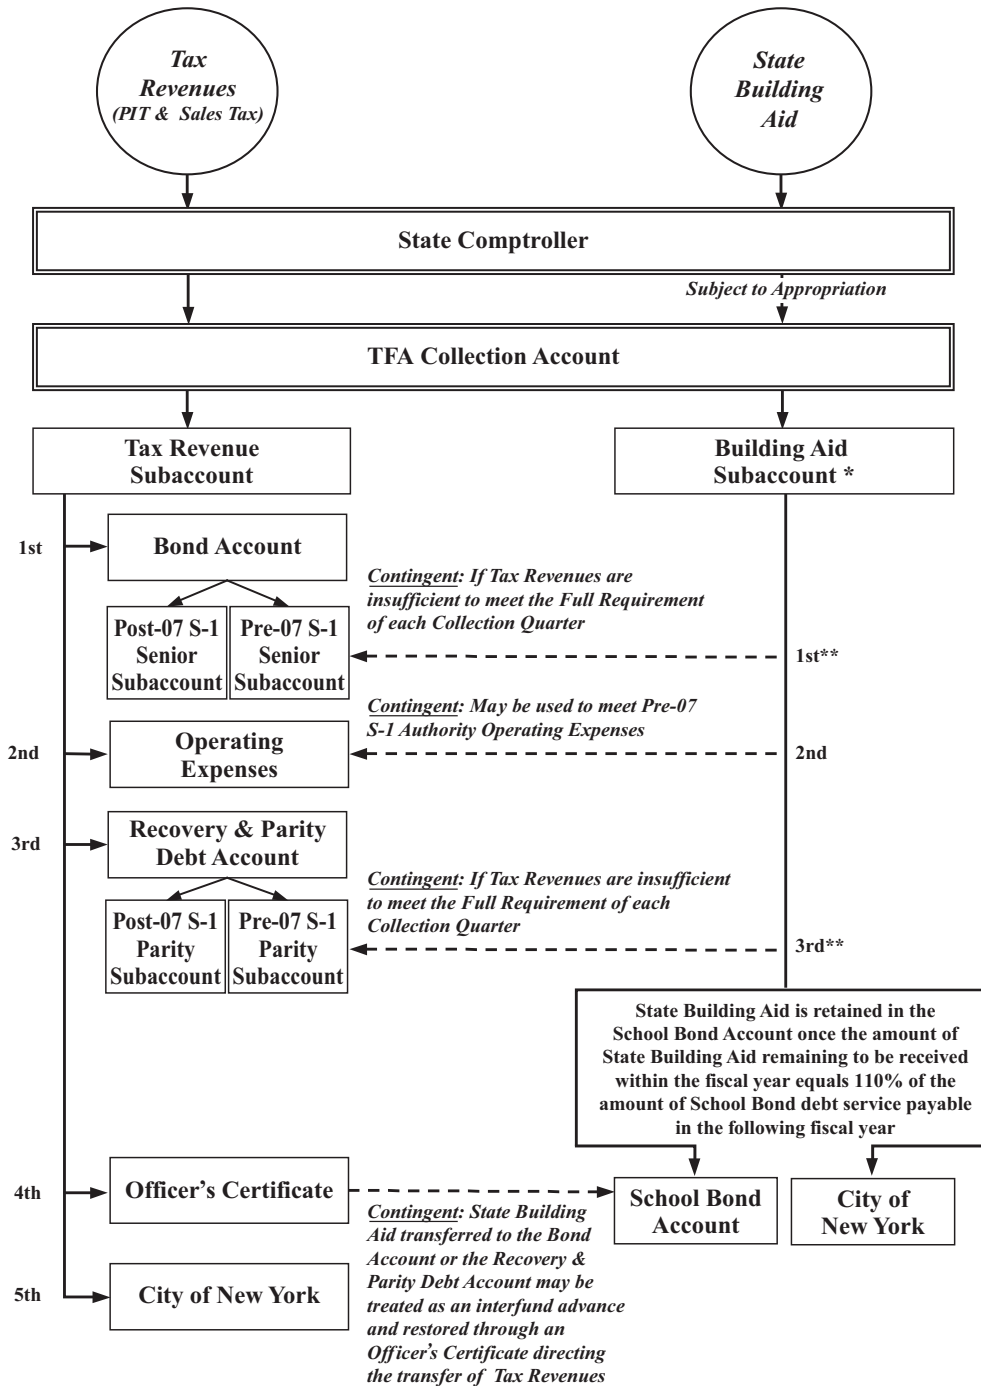 Tax
Revenues
(PIT & Sales Tax)
State
Building
Aid
State Comptroller
Subject to Appropriation
TFA Collection Account
Tax Revenue
Subaccount
Building Aid
Subaccount *
1st
Bond Account
Contingent: If Tax Revenues are
insufficient to meet the Full Requirement
of each Collection Quarter
Post-07 S-1
Senior
Subaccount
Pre-07 S-1
Senior
Subaccount
1st**
Contingent: May be used to meet Pre-07
S-1 Authority Operating Expenses
2nd
Operating
Expenses
2nd
3rd
Recovery & Parity
Debt Account
Contingent: If Tax Revenues are insufficient
to meet the Full Requirement of each
Collection Quarter
Post-07 S-1
Parity
Subaccount
Pre-07 S-1
Parity
Subaccount
3rd**
State Building Aid is retained in the
School Bond Account once the amount of
State Building Aid remaining to be received
within the fiscal year equals 110% of the
amount of School Bond debt service payable
in the following fiscal year
4th
Officer's Certificate
School Bond
Account
City of
New York
Contingent: State Building
Aid transferred to the Bond
Account or the Recovery &
Parity Debt Account may be
treated as an interfund advance
and restored through an
Officer's Certificate directing
the transfer of Tax Revenues
5th
City of New York